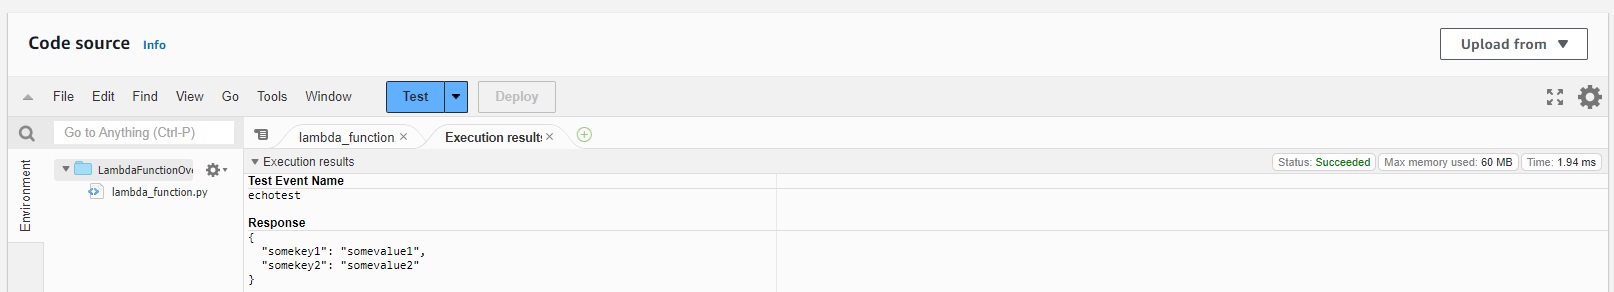 Code source Info
Upload from
File Edit Find View Go Tools Window Test Deploy
Go to Anything (Ctrl-P)
lambda_function
Execution result
Environment
LambdaFunctionOve
lambda_function.py
Execution results
Status: Succeeded
Max memory used: 60 MB
Time: 1.94 ms
Test Event Name
echotest
Response
{
"somekey1": "somevalue1",
"somekey2": "somevalue2"
}